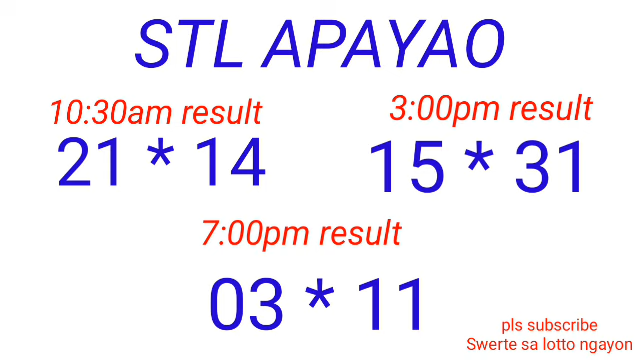 STL APAYAO
10:30am result
21 * 14
3:00pm result
15 * 31
7:00pm result
03 * 11
pls subscribe
Swerte sa lotto ngayon